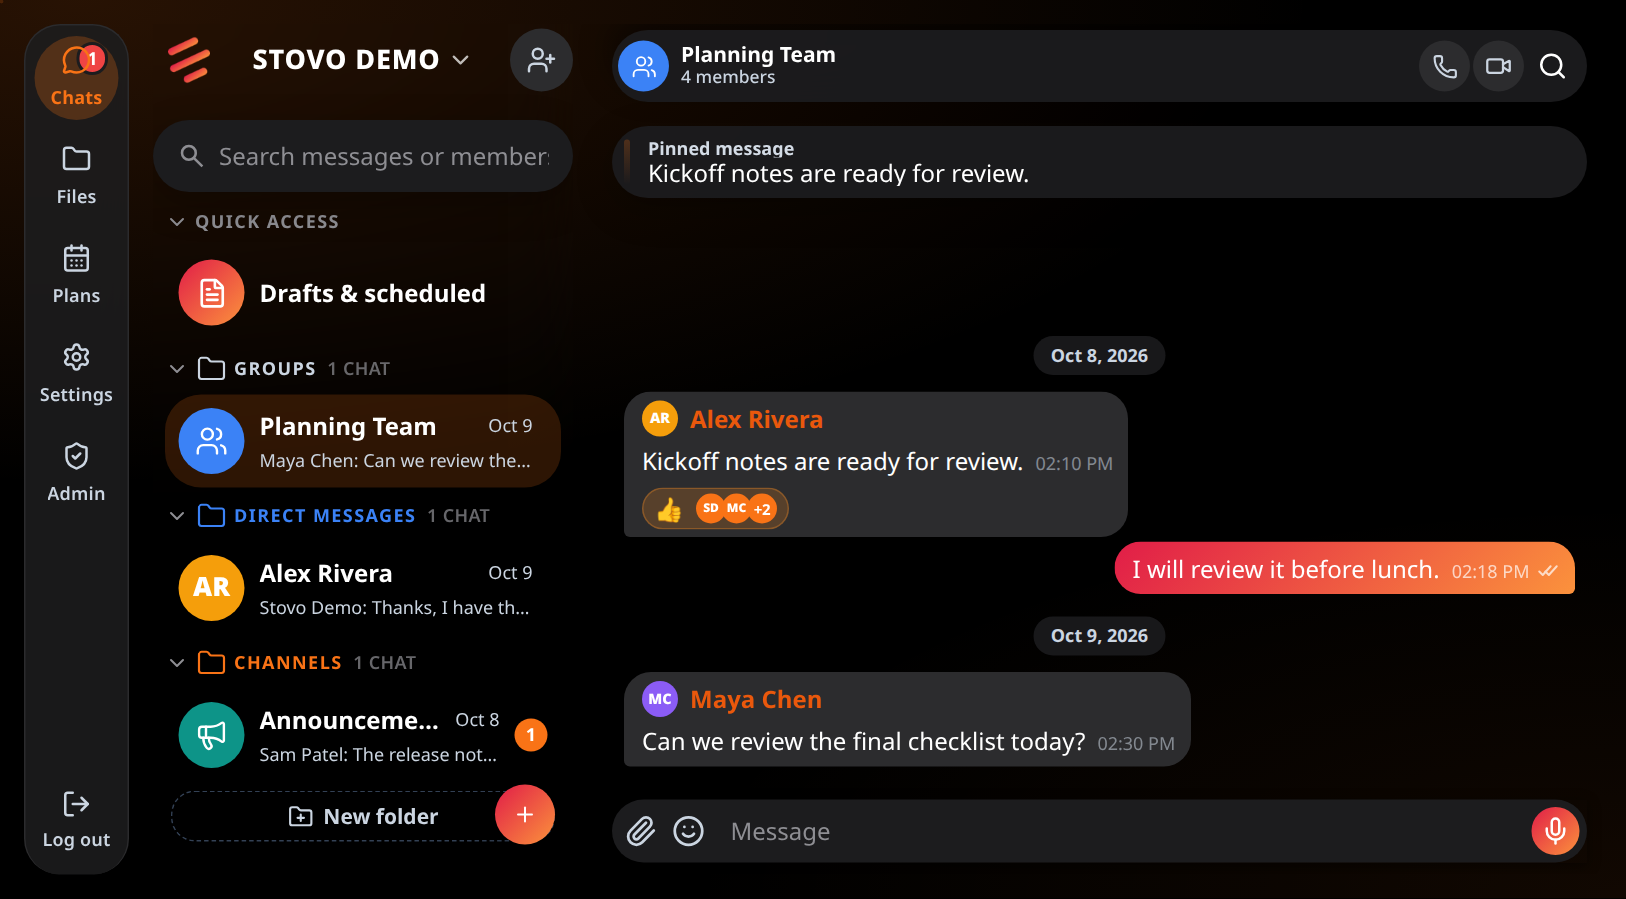 1
Chats
Files
Plans
Settings
Admin
Log out
STOVO DEMO
Search messages or member
QUICK ACCESS
Drafts & scheduled
GROUPS 1 CHAT
Planning Team Oct 9
Maya Chen: Can we review the...
DIRECT MESSAGES 1 CHAT
AR
Alex Rivera Oct 9
Stovo Demo: Thanks, I have th...
CHANNELS 1 CHAT
Announceme... Oct 8
Sam Patel: The release not...
1
New folder
Planning Team
4 members
Pinned message
Kickoff notes are ready for review.
Oct 8, 2026
AR Alex Rivera
Kickoff notes are ready for review. 02:10 PM
👍 SD MC +2
I will review it before lunch. 02:18 PM
Oct 9, 2026
MC Maya Chen
Can we review the final checklist today? 02:30 PM
Message